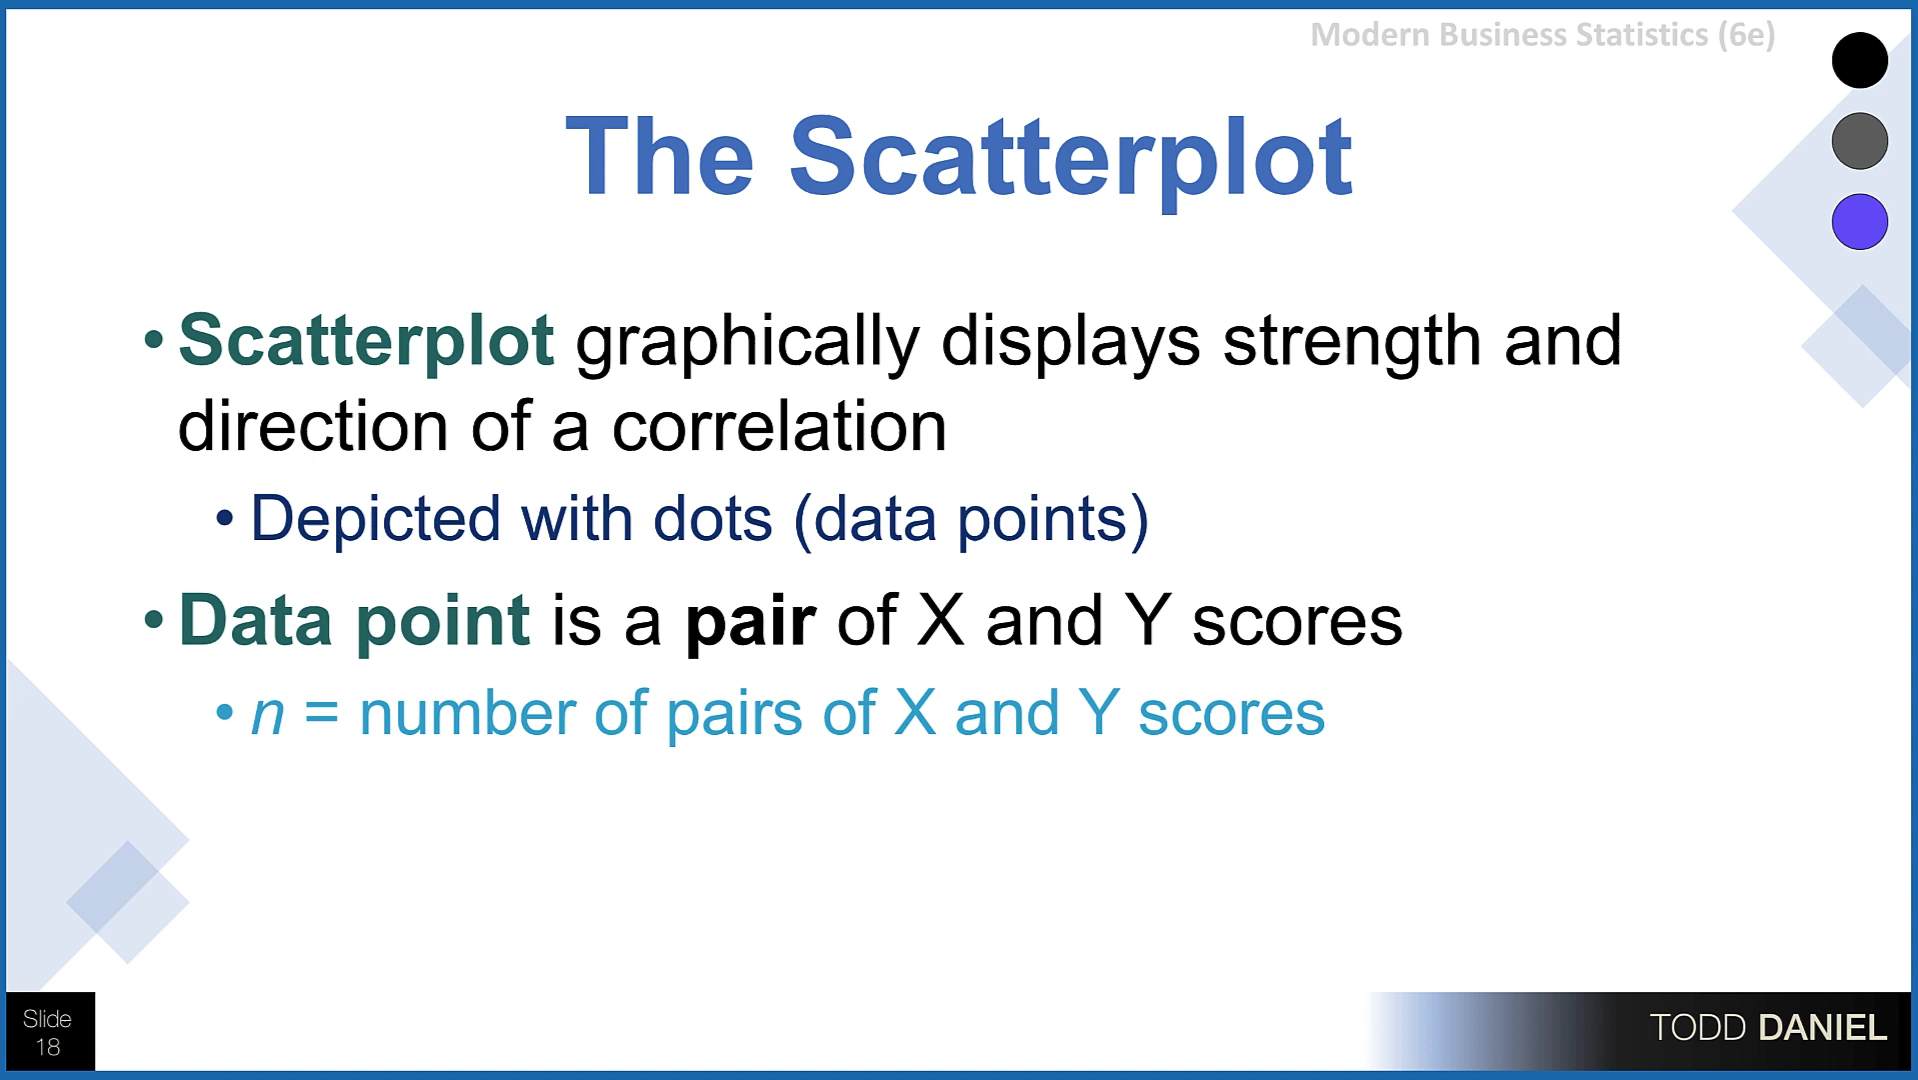 Modern Business Statistics (6e)
The Scatterplot
• Scatterplot graphically displays strength and
direction of a correlation
• Depicted with dots (data points)
• Data point is a pair of X and Y scores
• n = number of pairs of X and Y scores
Slide
18
TODD DANIEL